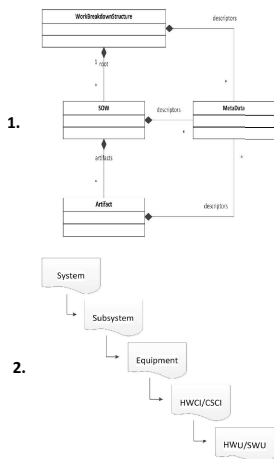 WorkBreakdownStructure
descriptors
1
root
*
*
1.
SOW
descriptors
MetaData
*
*
artifacts
*
Artifact
descriptors
System
Subsystem
2.
Equipment
HWCI/CSCI
HWU/SWU